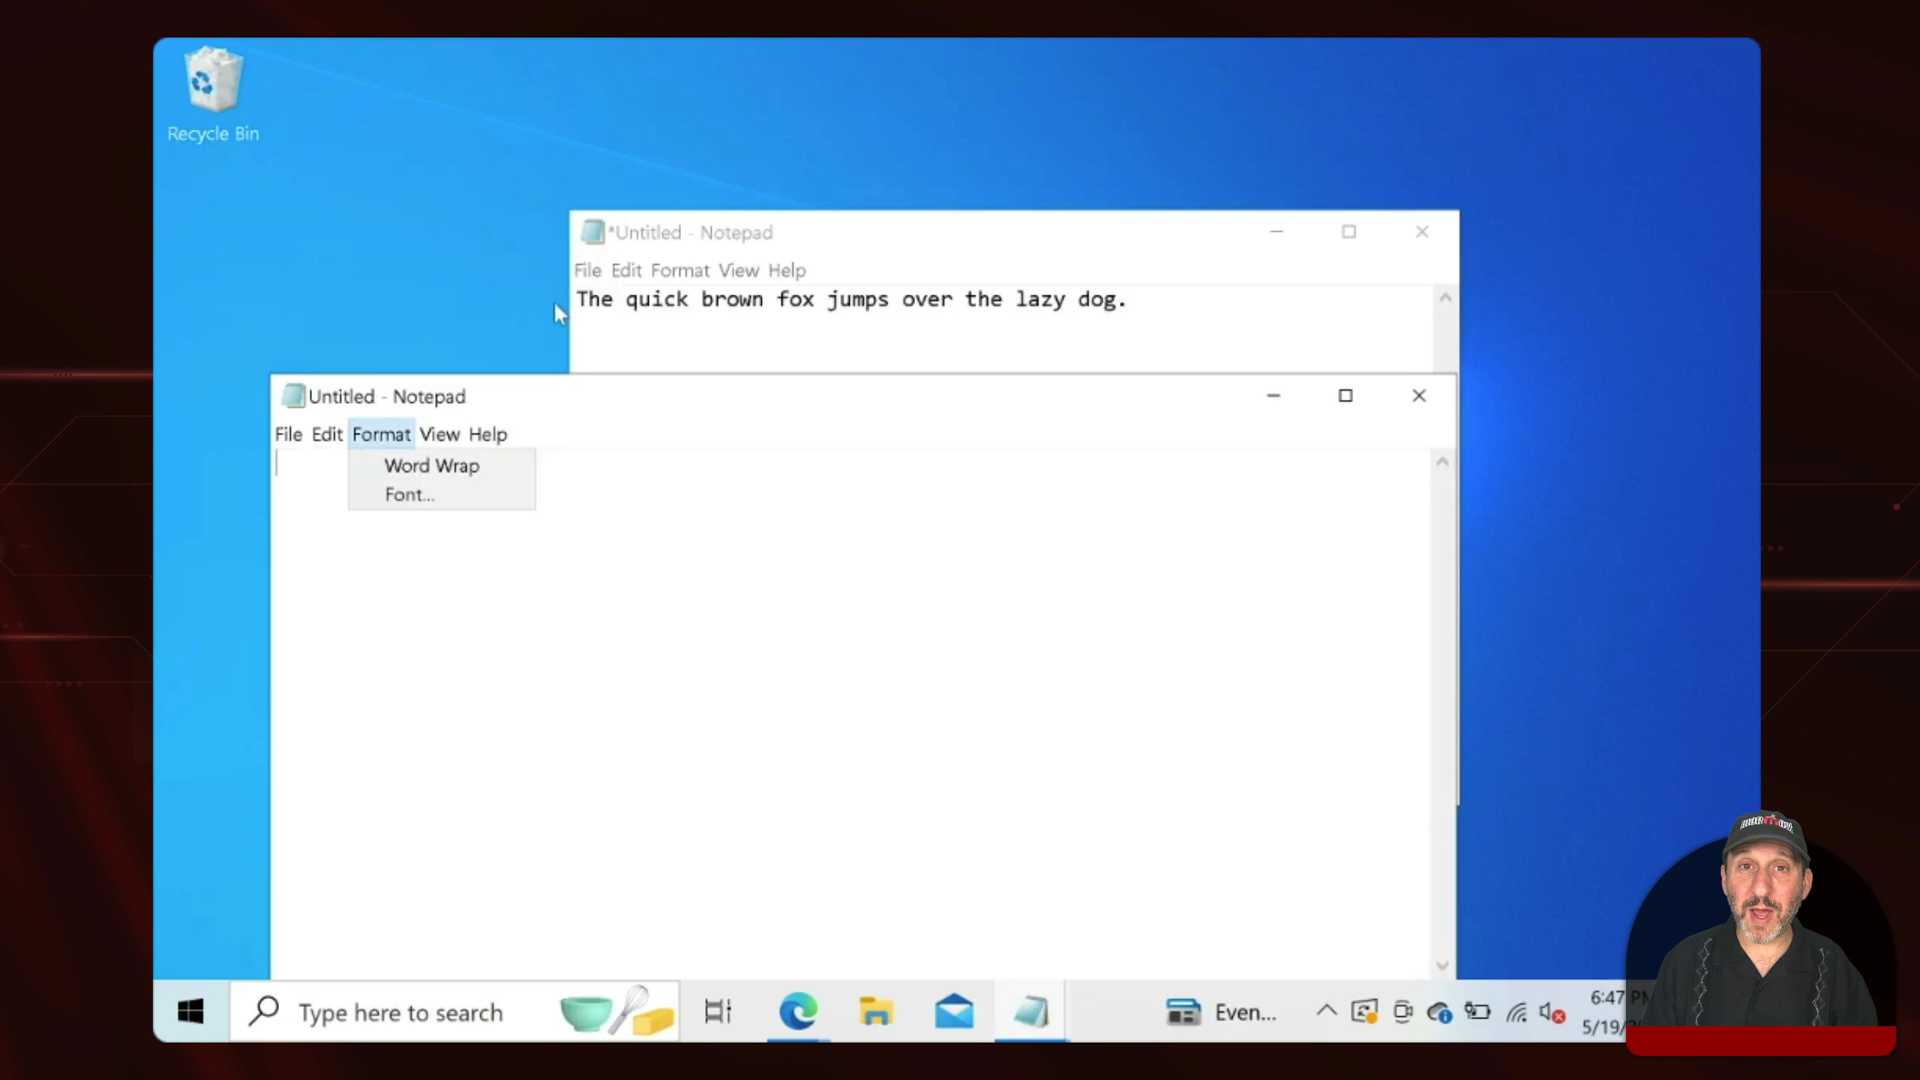 Recycle Bin
*Untitled - Notepad
File Edit Format View Help
The quick brown fox jumps over the lazy dog.
Untitled - Notepad
File Edit Format View Help
Word Wrap
Font...
Type here to search
Even...
6:47 PM
5/19/